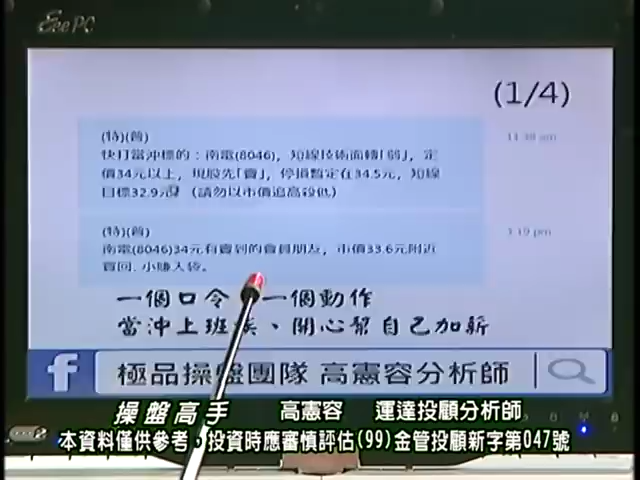 Eee PC
(1/4)
(特)(普)
11:38 am
快打當沖標的：南電(8046)，短線技術面轉「弱」，定
價34元以上，現股先「賣」，停損暫定在34.5元，短線
目標32.9元 (請勿以市價追高殺低)
(特)(普)
3:19 pm
南電(8046)34元有賣到的會員朋友，市價33.6元附近
買回，小賺入袋。
一個口令 一個動作
當沖上班族、關心幫自己加薪
f 極品操盤團隊 高憲容分析師
操盤高手 高憲容 運達投顧分析師
本資料僅供參考，投資時應審慎評估(99)金管投顧新字第047號